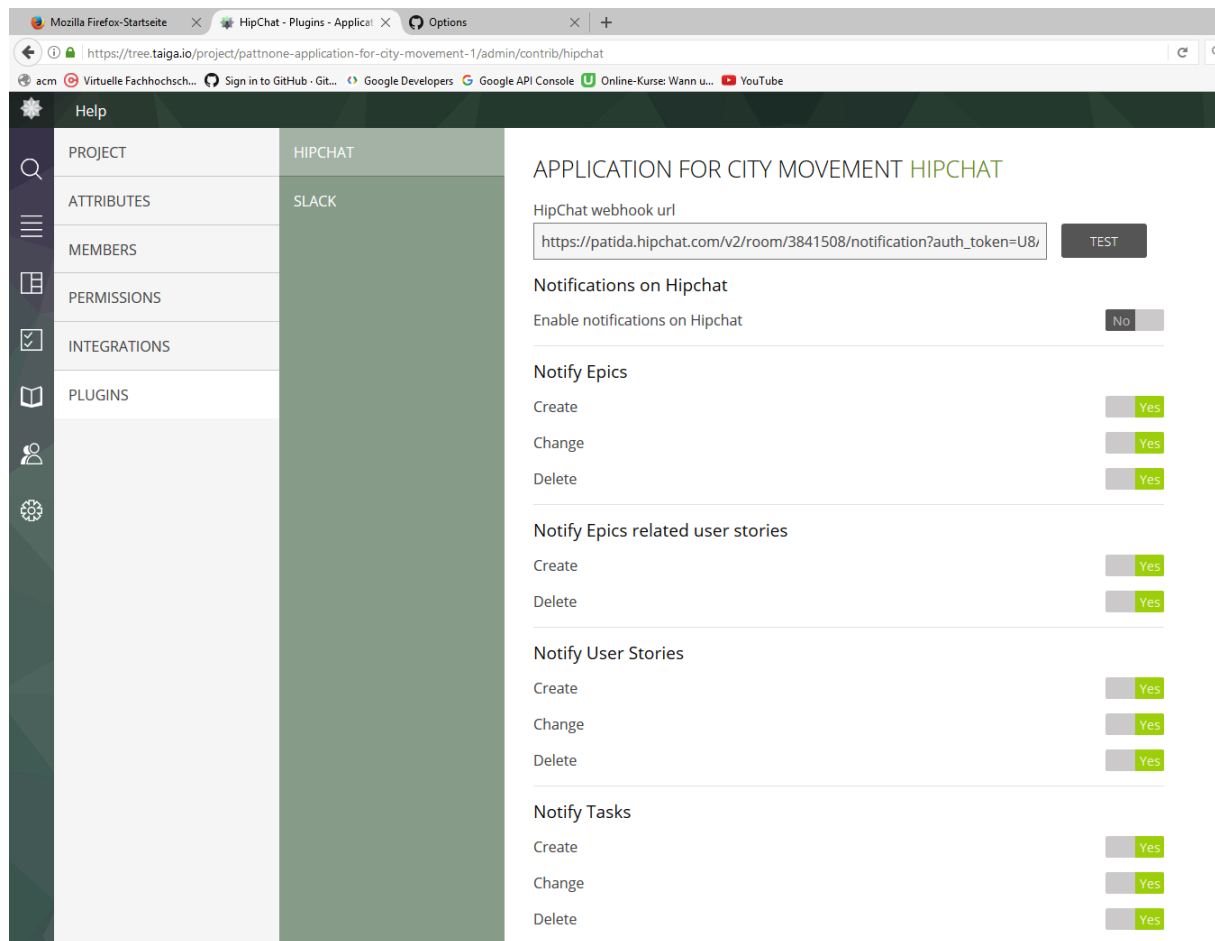 Mozilla Firefox-Startseite
HipChat - Plugins - Applicat
Options
https://tree.taiga.io/project/pattnone-application-for-city-movement-1/admin/contrib/hipchat
acm
Virtuelle Fachhochsch...
Sign in to GitHub · Git...
Google Developers
Google API Console
Online-Kurse: Wann u...
YouTube
Help
PROJECT
ATTRIBUTES
MEMBERS
PERMISSIONS
INTEGRATIONS
PLUGINS
HIPCHAT
SLACK
APPLICATION FOR CITY MOVEMENT HIPCHAT
HipChat webhook url
https://patida.hipchat.com/v2/room/3841508/notification?auth_token=U8/
TEST
Notifications on Hipchat
Enable notifications on Hipchat No
Notify Epics
Create Yes
Change Yes
Delete Yes
Notify Epics related user stories
Create Yes
Delete Yes
Notify User Stories
Create Yes
Change Yes
Delete Yes
Notify Tasks
Create Yes
Change Yes
Delete Yes